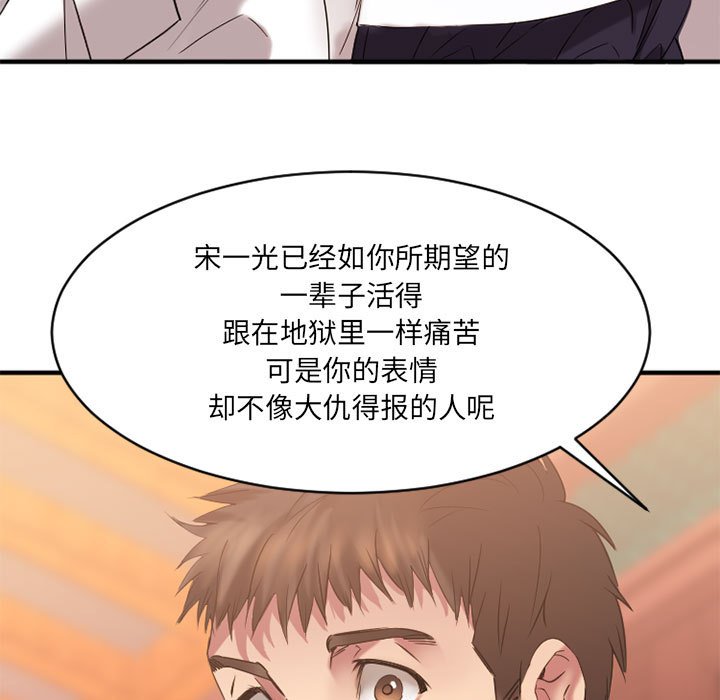 宋一光已经如你所期望的
一辈子活得
跟在地狱里一样痛苦
可是你的表情
却不像大仇得报的人呢